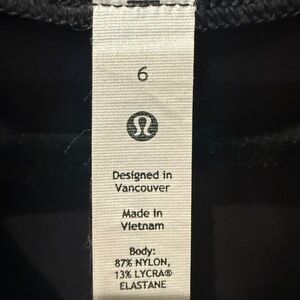 6
Designed in
Vancouver
Made in
Vietnam
Body:
87% NYLON,
13% LYCRA®
ELASTANE